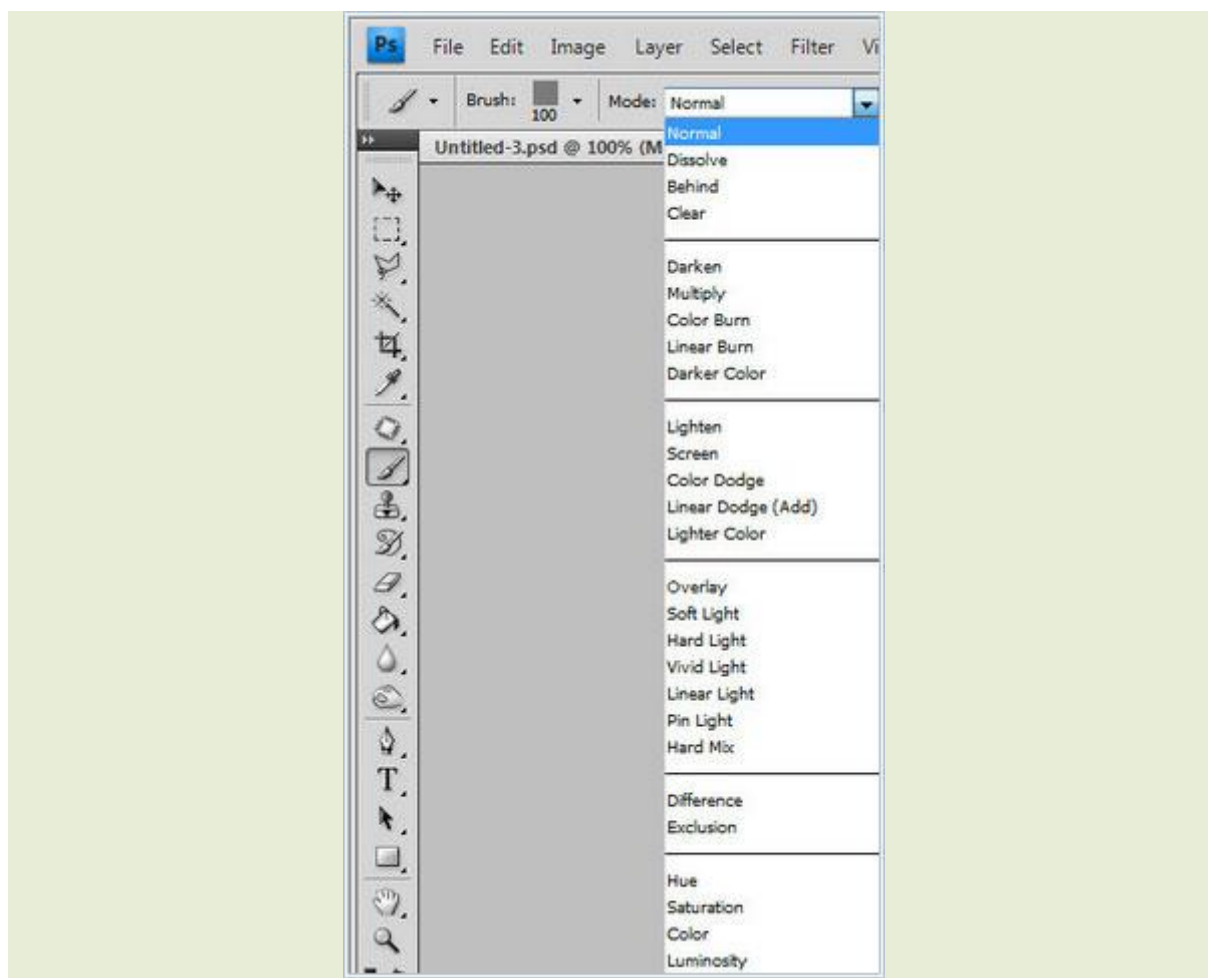 Ps File Edit Image Layer Select Filter Vi
Brush: 100 Mode: Normal
Untitled-3.psd @ 100% (M
Normal
Dissolve
Behind
Clear
Darken
Multiply
Color Burn
Linear Burn
Darker Color
Lighten
Screen
Color Dodge
Linear Dodge (Add)
Lighter Color
Overlay
Soft Light
Hard Light
Vivid Light
Linear Light
Pin Light
Hard Mix
Difference
Exclusion
Hue
Saturation
Color
Luminosity
T